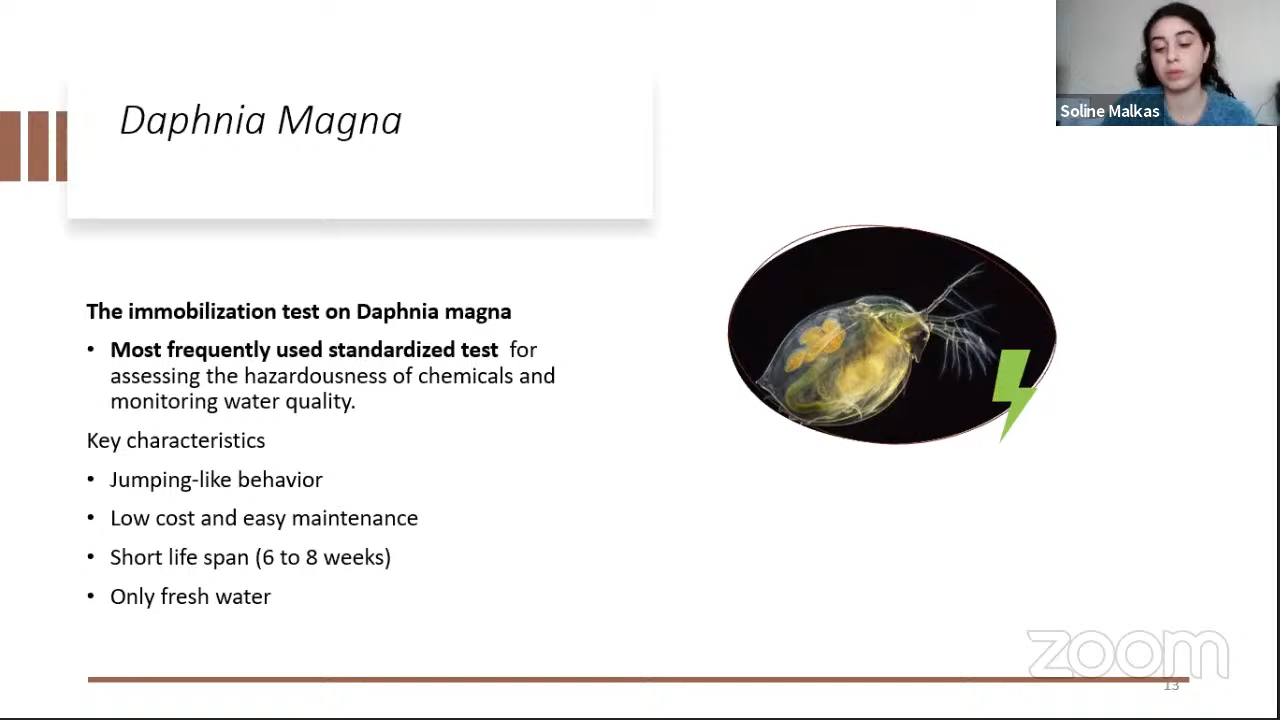 Daphnia Magna
Soline Malkas
The immobilization test on Daphnia magna
• Most frequently used standardized test for
assessing the hazardousness of chemicals and
monitoring water quality.
Key characteristics
• Jumping-like behavior
• Low cost and easy maintenance
• Short life span (6 to 8 weeks)
• Only fresh water
zoom
13